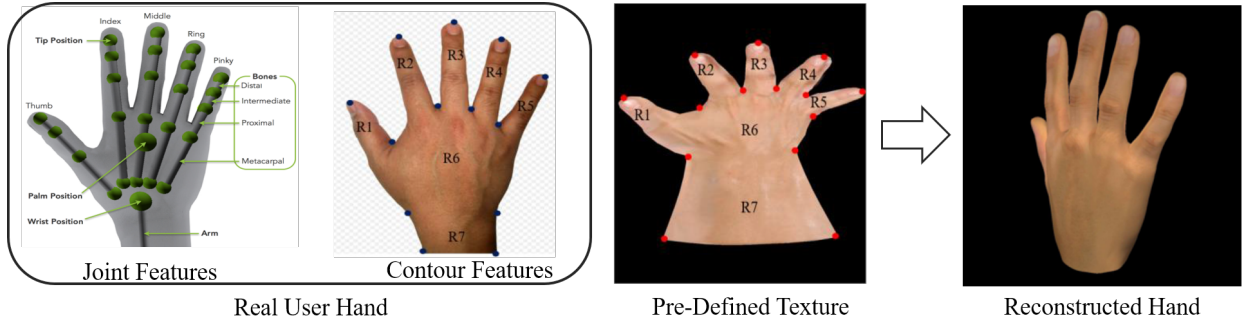 Index
Middle
Ring
Pinky
Tip Position
Bones
Distal
Intermediate
Proximal
Metacarpal
Thumb
Palm Position
Wrist Position
Arm
Joint Features
R1
R2
R3
R4
R5
R6
R7
Contour Features
Real User Hand
R1
R2
R3
R4
R5
R6
R7
Pre-Defined Texture
Reconstructed Hand